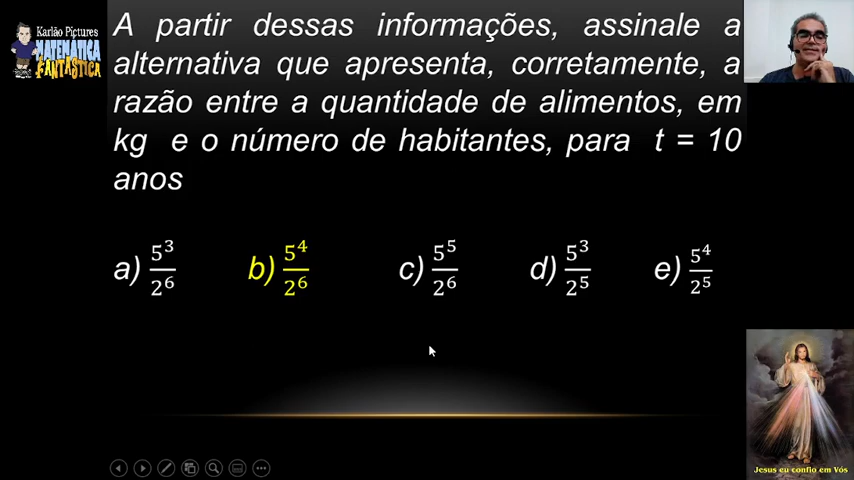 Karlão Pictures
MATEMÁTICA
FANTÁSTICA
A partir dessas informações, assinale a
alternativa que apresenta, corretamente, a
razão entre a quantidade de alimentos, em
kg e o número de habitantes, para t = 10
anos
a) 5³/2⁶ b) 5⁴/2⁶ c) 5⁵/2⁶ d) 5³/2⁵ e) 5⁴/2⁵
Jesus eu confio em Vós